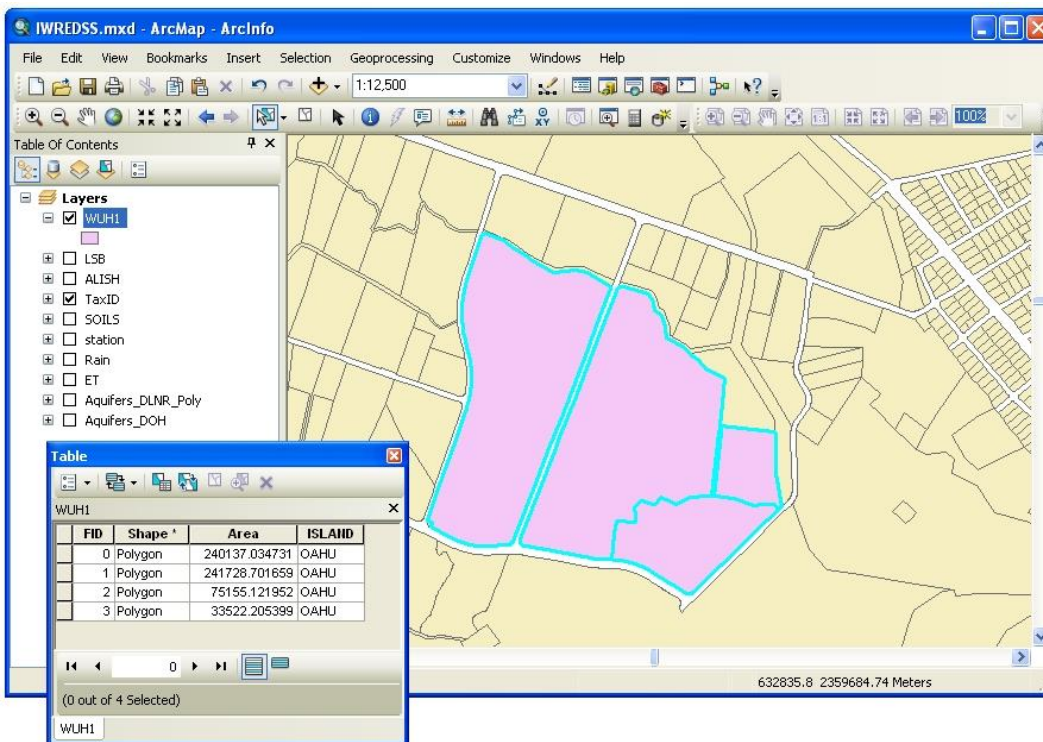 IWREDSS.mxd - ArcMap - ArcInfo
File Edit View Bookmarks Insert Selection Geoprocessing Customize Windows Help
1:12,500
100%
Table Of Contents
Layers
WUH1
LSB
ALISH
TaxID
SOILS
station
Rain
ET
Aquifers_DLNR_Poly
Aquifers_DOH
Table
WUH1
FID Shape * Area ISLAND
0 Polygon 240137.034731 OAHU
1 Polygon 241728.701659 OAHU
2 Polygon 75155.121952 OAHU
3 Polygon 33522.205399 OAHU
0
(0 out of 4 Selected)
WUH1
632835.8 2359684.74 Meters